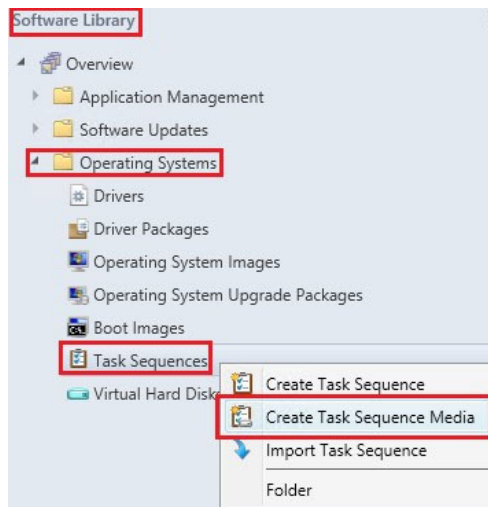 Software Library
Overview
Application Management
Software Updates
Operating Systems
Drivers
Driver Packages
Operating System Images
Operating System Upgrade Packages
Boot Images
Task Sequences
Virtual Hard Disks
Create Task Sequence
Create Task Sequence Media
Import Task Sequence
Folder